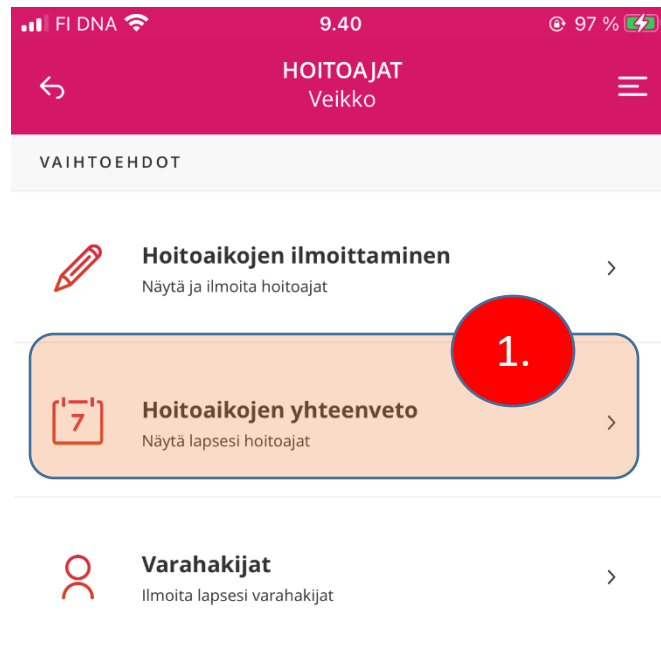 FI DNA 9.40 97 %
HOITOAJAT
Veikko
VAIHTOEHDOT
Hoitoaikojen ilmoittaminen
Näytä ja ilmoita hoitoajat
1.
7
Hoitoaikojen yhteenveto
Näytä lapsesi hoitoajat
Varahakijat
Ilmoita lapsesi varahakijat